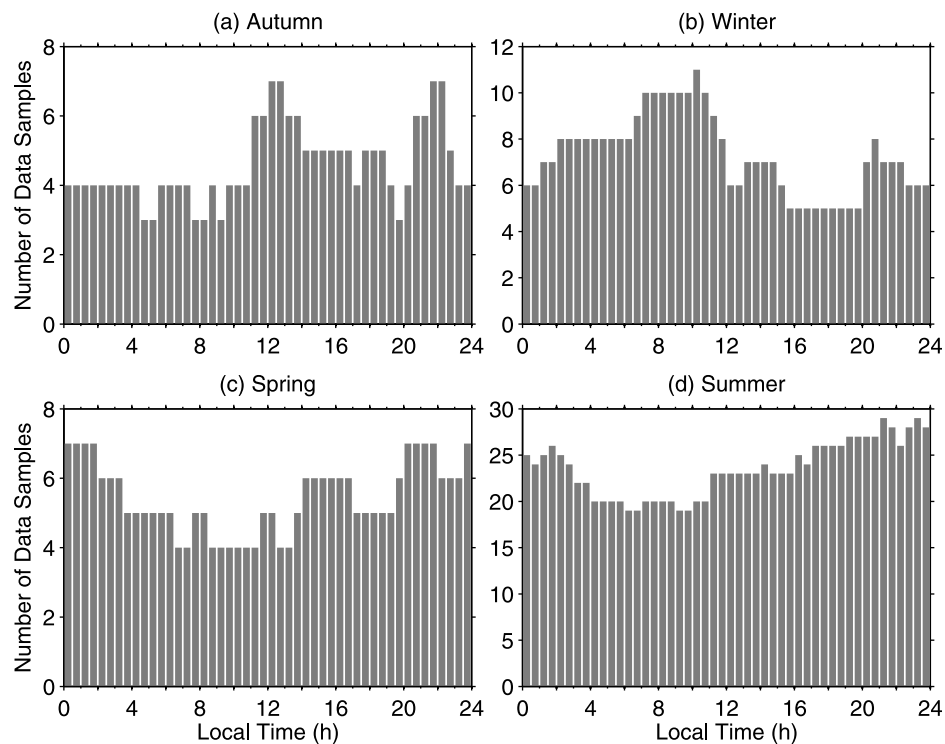 (a) Autumn
(b) Winter
Number of Data Samples
8
6
4
2
0
0 4 8 12 16 20 24
12
10
8
6
4
2
0
0 4 8 12 16 20 24
(c) Spring
(d) Summer
Number of Data Samples
8
6
4
2
0
0 4 8 12 16 20 24
Local Time (h)
30
25
20
15
10
5
0
0 4 8 12 16 20 24
Local Time (h)